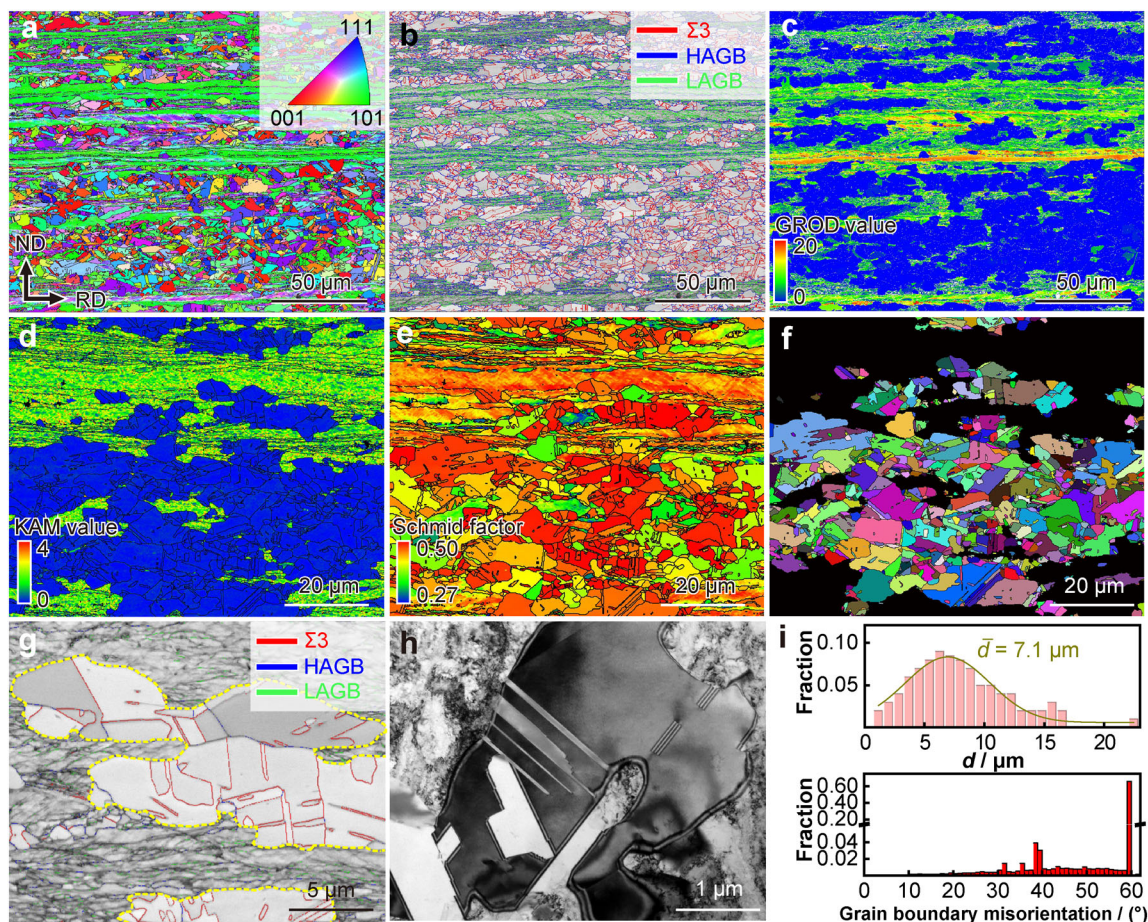 a
111
001
101
ND
RD
50 μm
b
Σ3
HAGB
LAGB
50 μm
c
GROD value
20
0
50 μm
d
KAM value
4
0
20 μm
e
Schmid factor
0.50
0.27
20 μm
f
20 μm
g
Σ3
HAGB
LAGB
5 μm
h
1 μm
i
Fraction
0.10
0.05
d̄ = 7.1 μm
0 5 10 15 20
d / μm
Fraction
0.60
0.20
0.04
0.02
0 10 20 30 40 50 60
Grain boundary misorientation / (°)